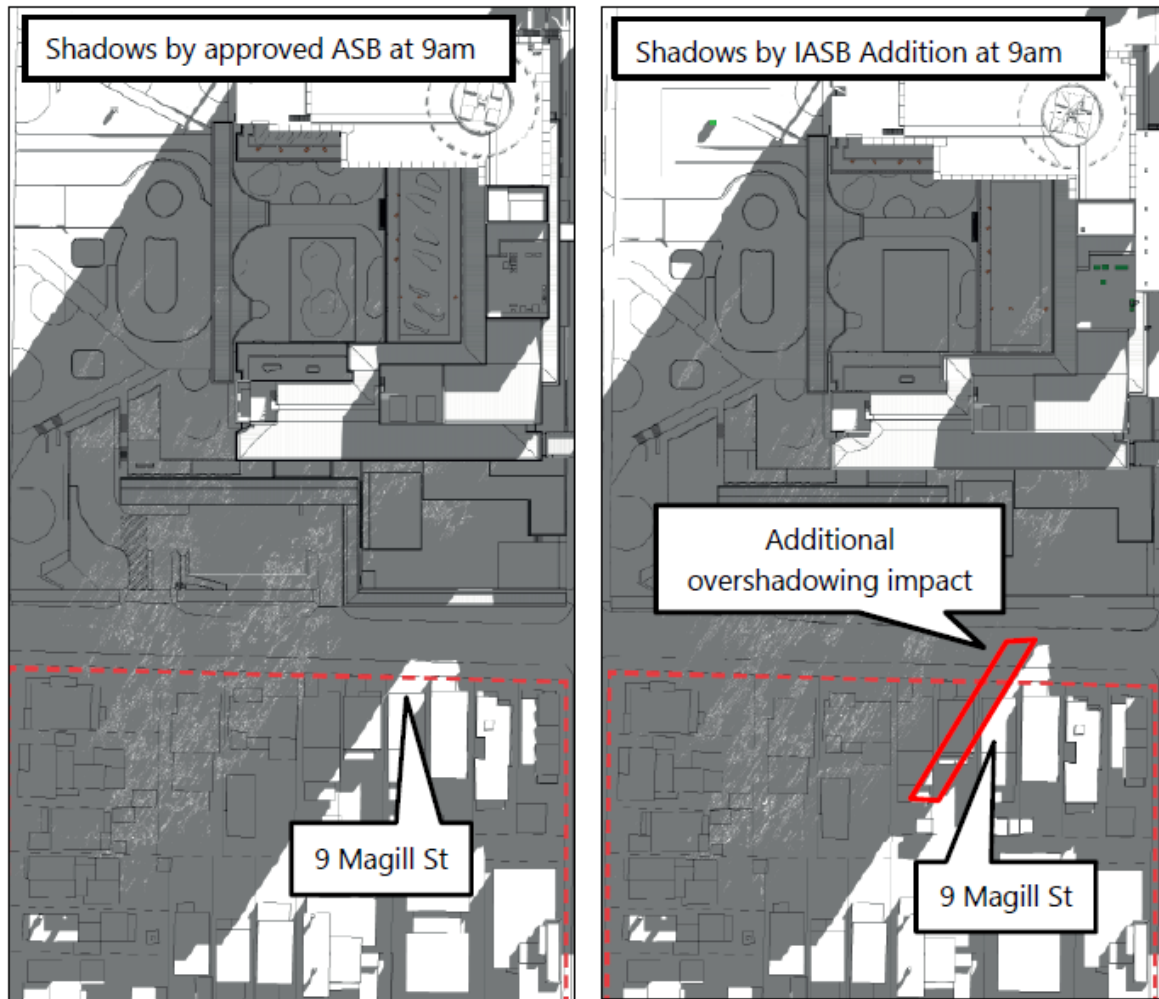 Shadows by approved ASB at 9am
Shadows by IASB Addition at 9am
Additional
overshadowing impact
9 Magill St
9 Magill St